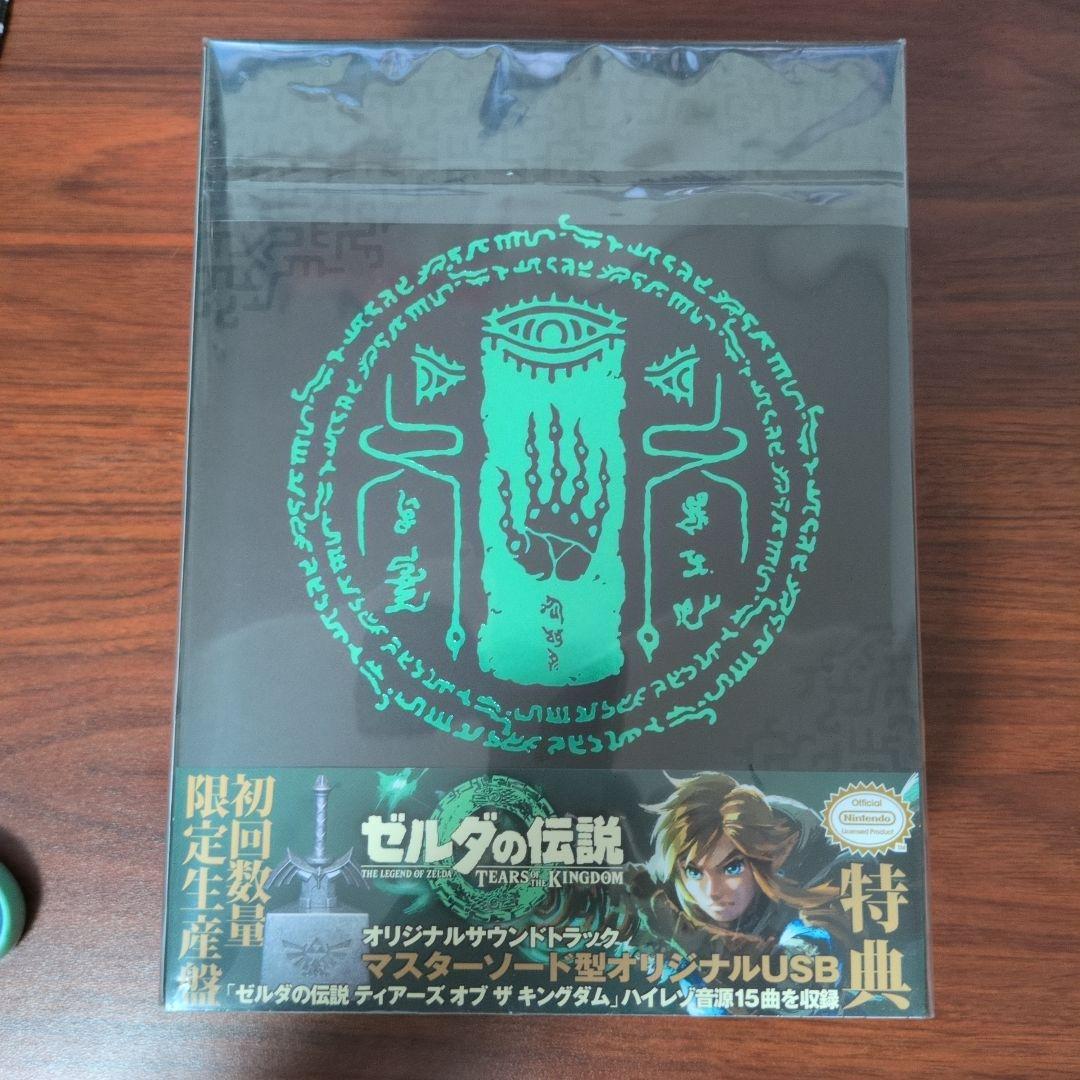 初回数量
限定生産盤
ゼルダの伝説
THE LEGEND OF ZELDA
TEARS OF THE KINGDOM
オリジナルサウンドトラック
マスターソード型オリジナルUSB
「ゼルダの伝説 ティアーズ オブ ザ キングダム」ハイレゾ音源15曲を収録
Official
Nintendo
Licensed Product
TM
特典